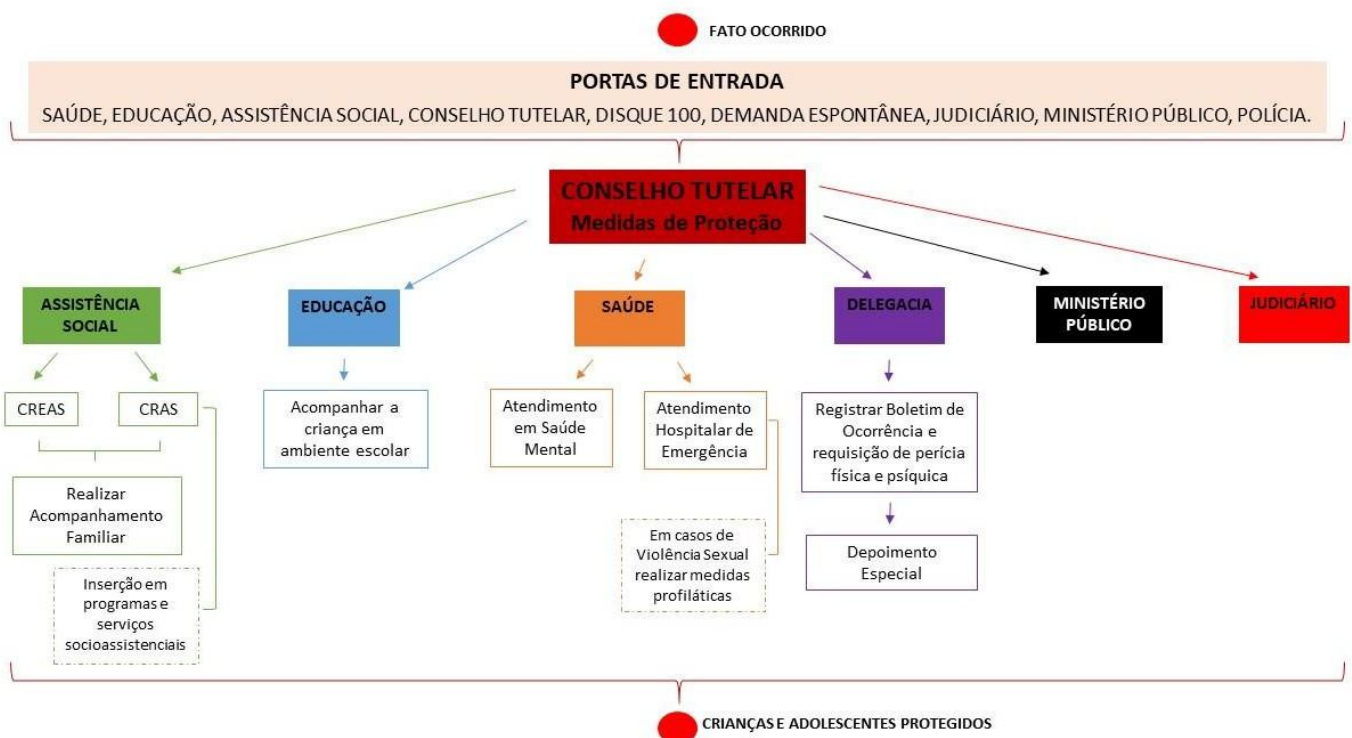 FATO OCORRIDO
PORTAS DE ENTRADA
SAÚDE, EDUCAÇÃO, ASSISTÊNCIA SOCIAL, CONSELHO TUTELAR, DISQUE 100, DEMANDA ESPONTÂNEA, JUDICIÁRIO, MINISTÉRIO PÚBLICO, POLÍCIA.
CONSELHO TUTELAR
Medidas de Proteção
ASSISTÊNCIA
SOCIAL
EDUCAÇÃO
SAÚDE
DELEGACIA
MINISTÉRIO
PÚBLICO
JUDICIÁRIO
CREAS
CRAS
Realizar
Acompanhamento
Familiar
Inserção em
programas e
serviços
socioassistenciais
Acompanhar a
criança em
ambiente escolar
Atendimento
em Saúde
Mental
Atendimento
Hospitalar de
Emergência
Em casos de
Violência Sexual
realizar medidas
profiláticas
Registrar Boletim de
Ocorrência e
requisição de perícia
física e psíquica
Depoimento
Especial
CRIANÇAS E ADOLESCENTES PROTEGIDOS